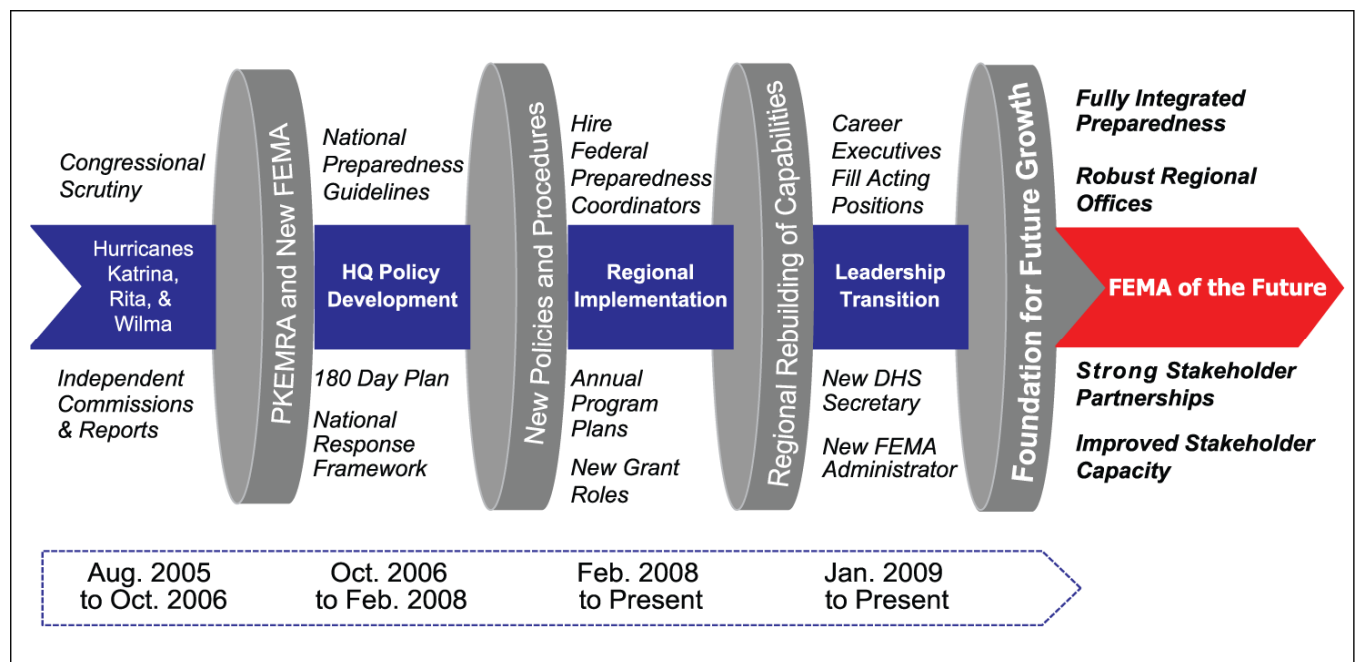 Congressional
Scrutiny
Hurricanes
Katrina,
Rita, &
Wilma
Independent
Commissions
& Reports
PKEMRA and New FEMA
National
Preparedness
Guidelines
HQ Policy
Development
180 Day Plan
National
Response
Framework
New Policies and Procedures
Hire
Federal
Preparedness
Coordinators
Regional
Implementation
Annual
Program
Plans
New Grant
Roles
Regional Rebuilding of Capabilities
Career
Executives
Fill Acting
Positions
Leadership
Transition
New DHS
Secretary
New FEMA
Administrator
Foundation for Future Growth
Fully Integrated
Preparedness
Robust Regional
Offices
FEMA of the Future
Strong Stakeholder
Partnerships
Improved Stakeholder
Capacity
Aug. 2005
to Oct. 2006
Oct. 2006
to Feb. 2008
Feb. 2008
to Present
Jan. 2009
to Present